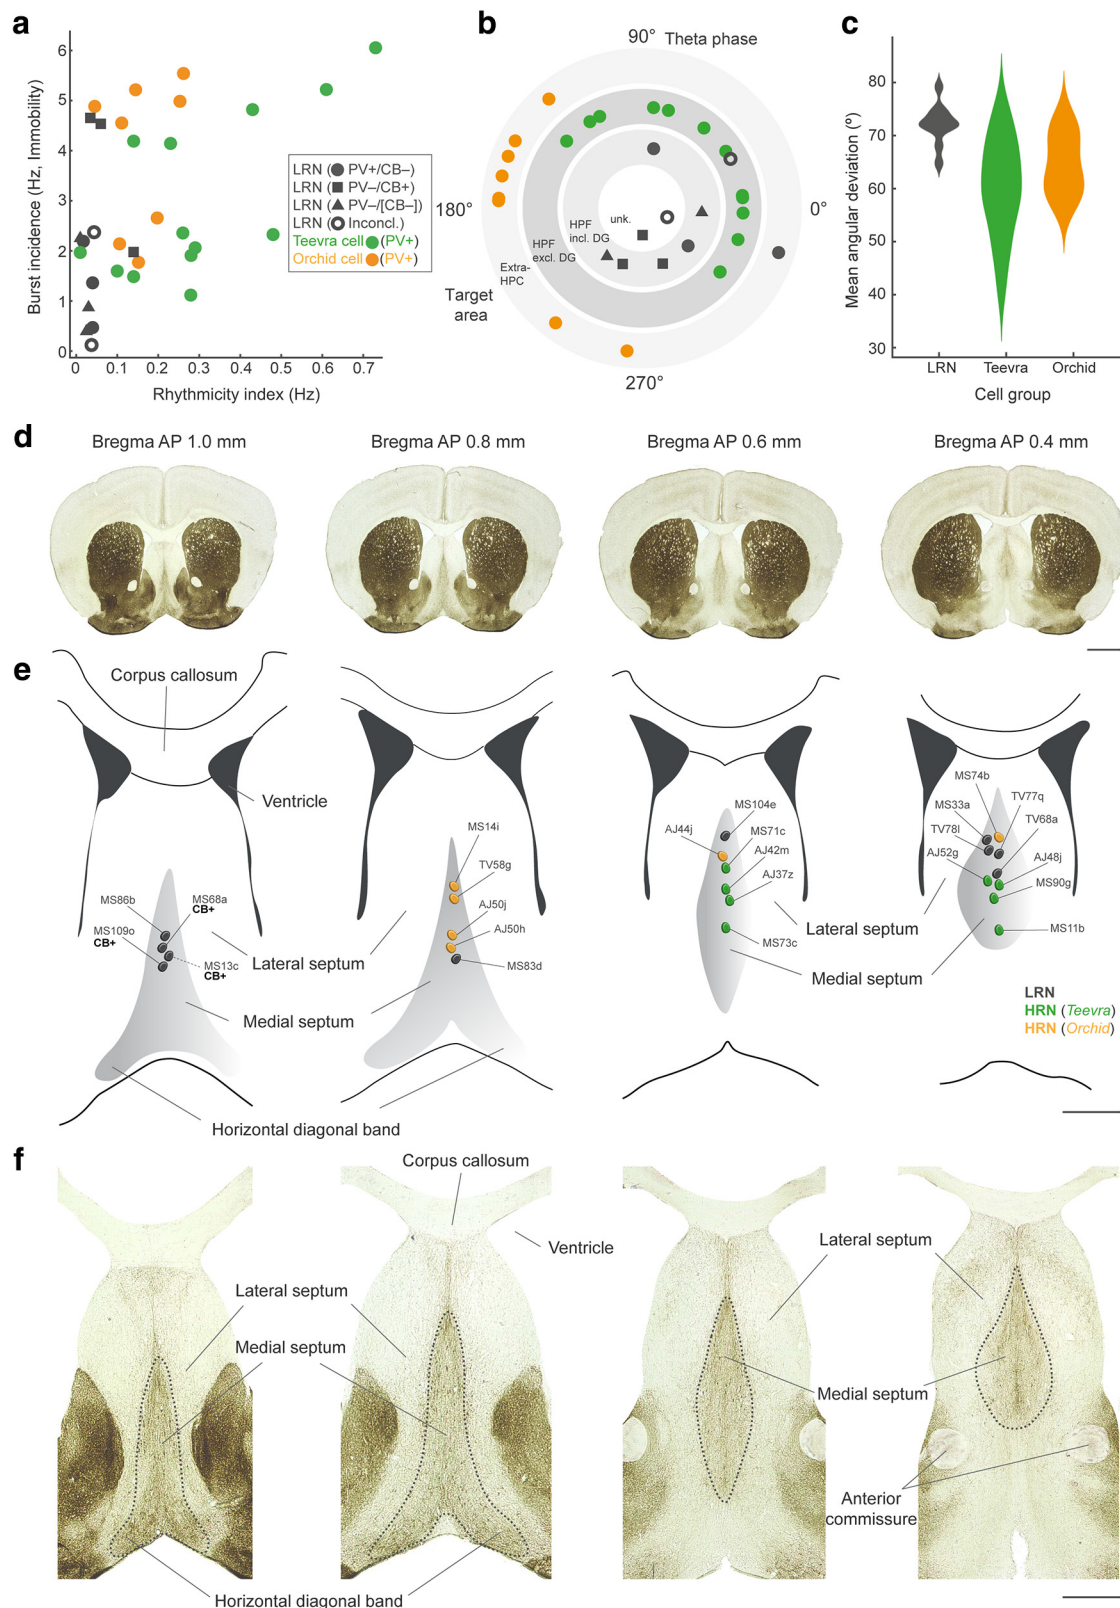 a
6
5
4
3
2
1
0
Burst incidence (Hz, Immobility)
0
0.1
0.2
0.3
0.4
0.5
0.6
0.7
Rhythmicity index (Hz)
LRN (● PV+/CB–)
LRN (■ PV–/CB+)
LRN (▲ PV–/[CB–])
LRN (○ Inconcl.)
Teevra cell ● (PV+)
Orchid cell ● (PV+)
b
90° Theta phase
180°
0°
270°
unk.
HPF
incl. DG
HPF
excl. DG
Extra-
HPC
Target
area
c
80
70
60
50
40
30
Mean angular deviation (º)
LRN
Teevra
Orchid
Cell group
d
Bregma AP 1.0 mm
Bregma AP 0.8 mm
Bregma AP 0.6 mm
Bregma AP 0.4 mm
e
Corpus callosum
Ventricle
MS86b
MS68a
CB+
MS109o
CB+
MS13c
CB+
Lateral septum
Medial septum
Horizontal diagonal band
MS14i
TV58g
AJ50j
AJ50h
MS83d
MS104e
AJ44j
MS71c
AJ42m
AJ37z
MS73c
Lateral septum
Medial septum
MS74b
MS33a
TV77q
TV78l
TV68a
AJ52g
AJ48j
MS90g
MS11b
LRN
HRN (Teevra)
HRN (Orchid)
f
Corpus callosum
Ventricle
Lateral septum
Medial septum
Horizontal diagonal band
Lateral septum
Medial septum
Anterior
commissure